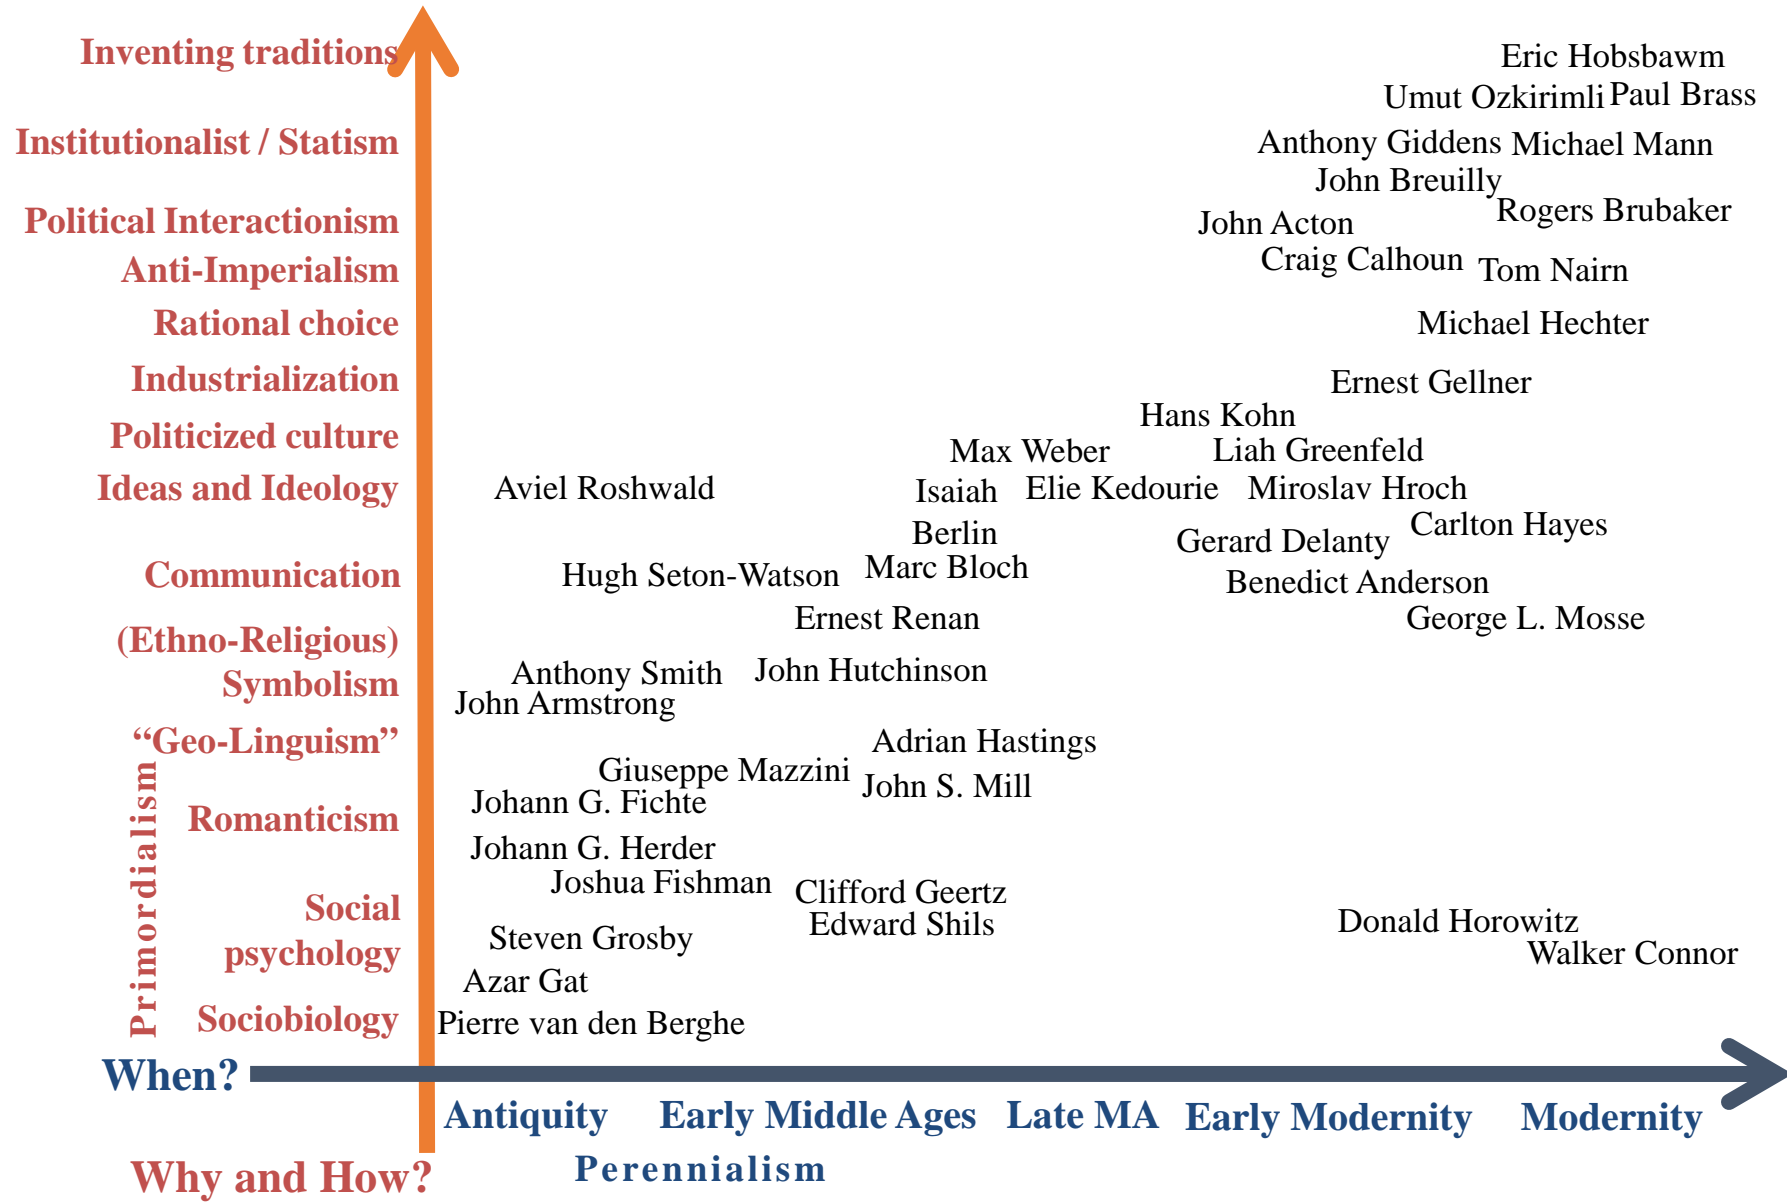 Inventing traditions
Eric Hobsbawm
Umut Ozkirimli Paul Brass
Institutionalist / Statism
Anthony Giddens Michael Mann
John Breuilly
Political Interactionism
John Acton Rogers Brubaker
Anti-Imperialism
Craig Calhoun Tom Nairn
Rational choice
Michael Hechter
Industrialization
Ernest Gellner
Hans Kohn
Politicized culture
Max Weber Liah Greenfeld
Ideas and Ideology
Aviel Roshwald
Isaiah
Berlin
Elie Kedourie Miroslav Hroch
Carlton Hayes
Gerard Delanty
Communication
Hugh Seton-Watson Marc Bloch
Benedict Anderson
Ernest Renan George L. Mosse
(Ethno-Religious)
Symbolism
Anthony Smith John Hutchinson
John Armstrong
“Geo-Linguism”
Adrian Hastings
Giuseppe Mazzini John S. Mill
Johann G. Fichte
Primordialism
Romanticism
Johann G. Herder
Joshua Fishman Clifford Geertz
Social
psychology
Edward Shils Donald Horowitz
Steven Grosby Walker Connor
Azar Gat
Sociobiology
Pierre van den Berghe
When?
Antiquity Early Middle Ages Late MA Early Modernity Modernity
Perennialism
Why and How?